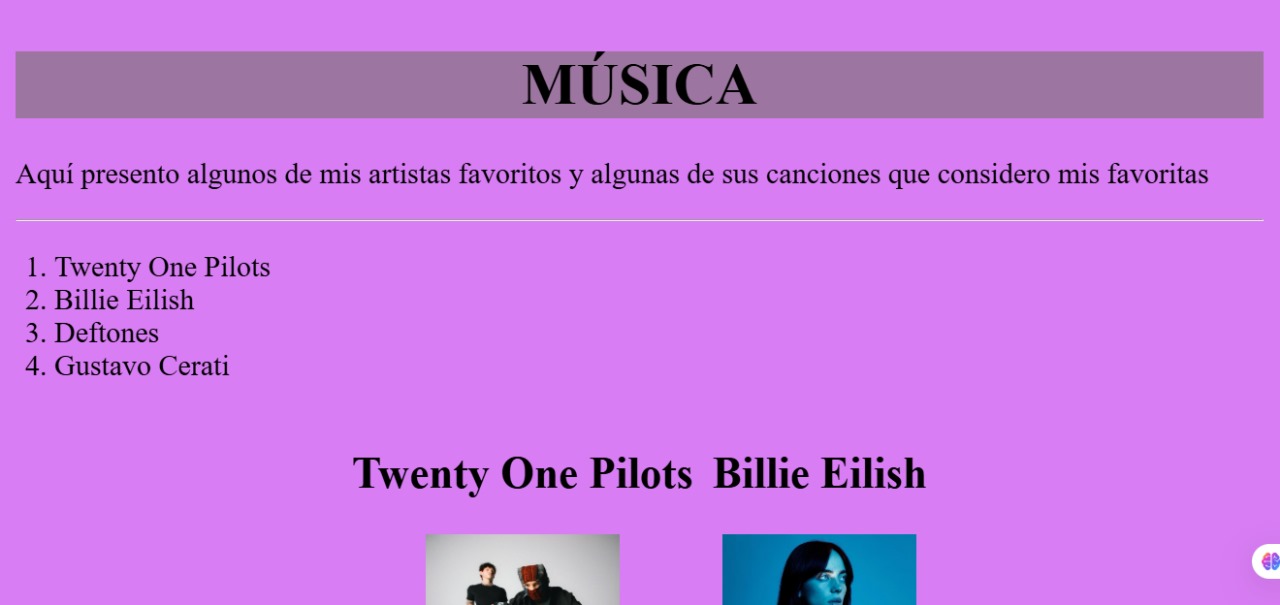 MÚSICA
Aquí presento algunos de mis artistas favoritos y algunas de sus canciones que considero mis favoritas
1. Twenty One Pilots
2. Billie Eilish
3. Deftones
4. Gustavo Cerati
Twenty One Pilots Billie Eilish